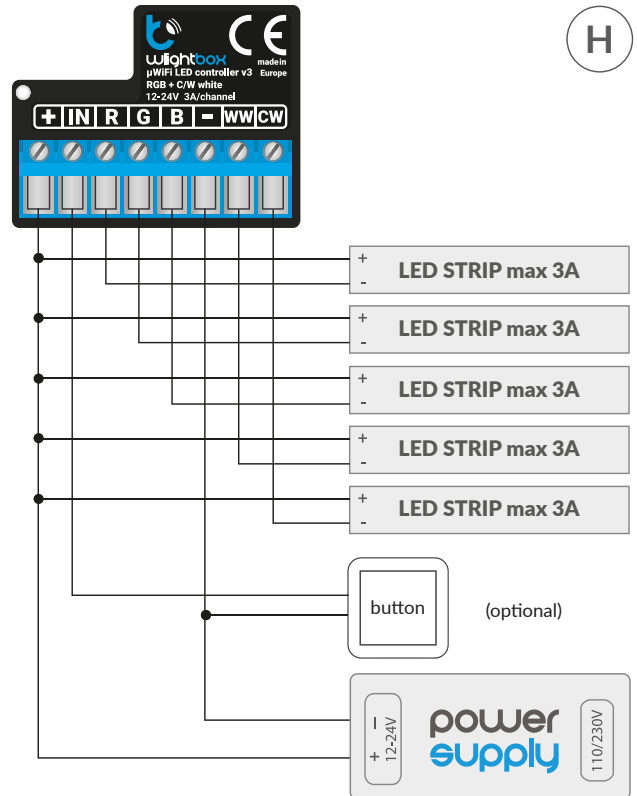 H
wlightbox
CE
made in
Europe
µWiFi LED controller v3
RGB + C/W white
12-24V 3A/channel
+ IN R G B - WW CW
+
LED STRIP max 3A
-
+
LED STRIP max 3A
-
+
LED STRIP max 3A
-
+
LED STRIP max 3A
-
+
LED STRIP max 3A
-
button
(optional)
power
supply
- +
12-24V
110/230V